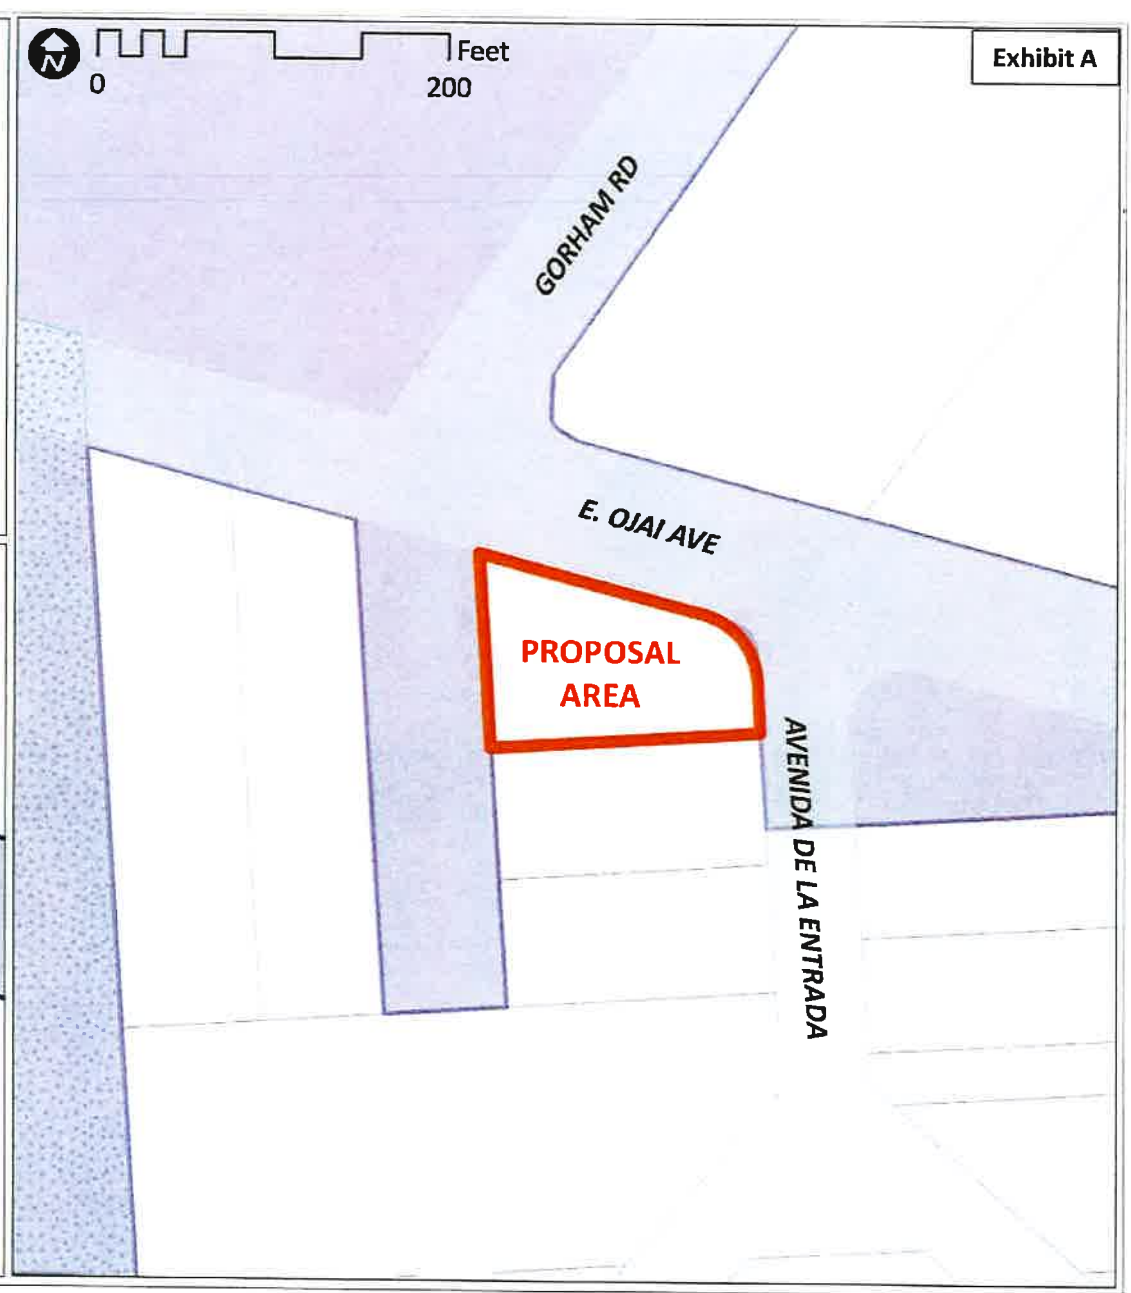 N
Feet
0
200
Exhibit A
GORHAM RD
E. OJAI AVE
PROPOSAL
AREA
AVENIDA DE LA ENTRADA